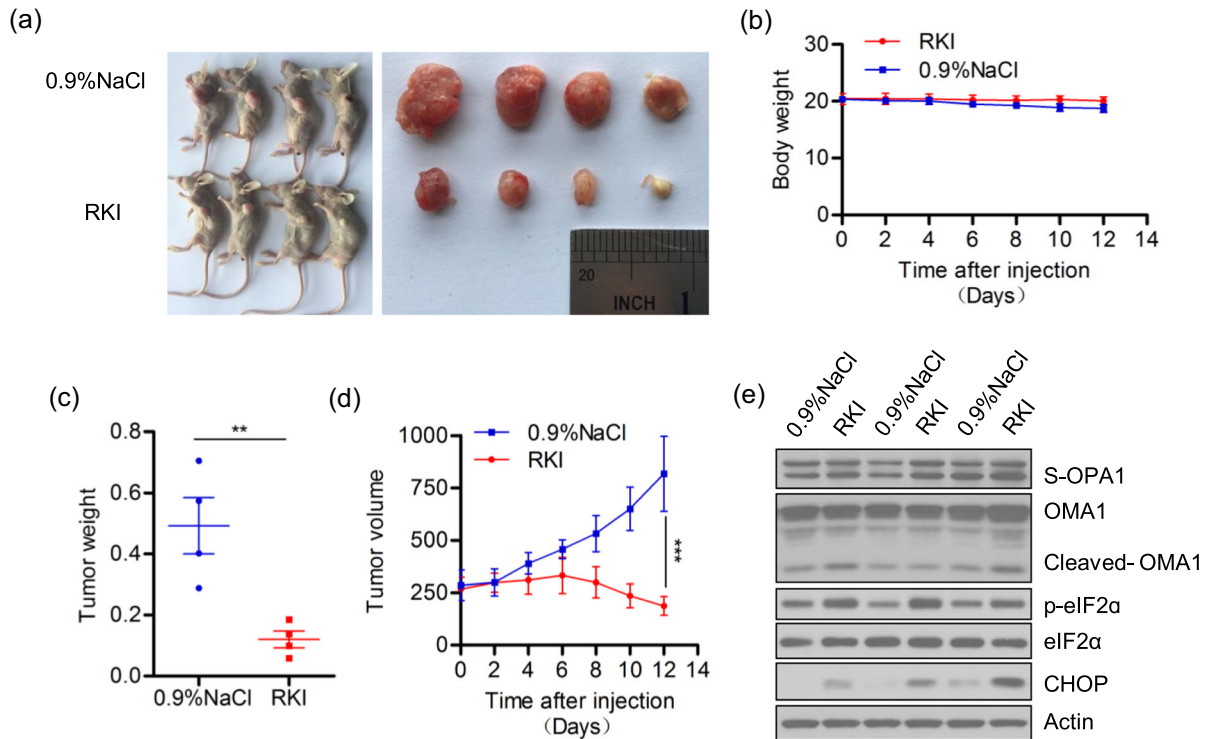 (a)
0.9%NaCl
RKI
20
INCH
1
(b)
RKI
0.9%NaCl
30
20
10
0
Body weight
0 2 4 6 8 10 12 14
Time after injection
(Days)
(c)
**
0.8
0.6
0.4
0.2
0.0
Tumor weight
0.9%NaCl RKI
(d)
0.9%NaCl
RKI
1000
750
500
250
0
Tumor volume
***
0 2 4 6 8 10 12 14
Time after injection
(Days)
(e)
0.9%NaCl RKI 0.9%NaCl RKI 0.9%NaCl RKI
S-OPA1
OMA1
Cleaved-OMA1
p-eIF2α
eIF2α
CHOP
Actin